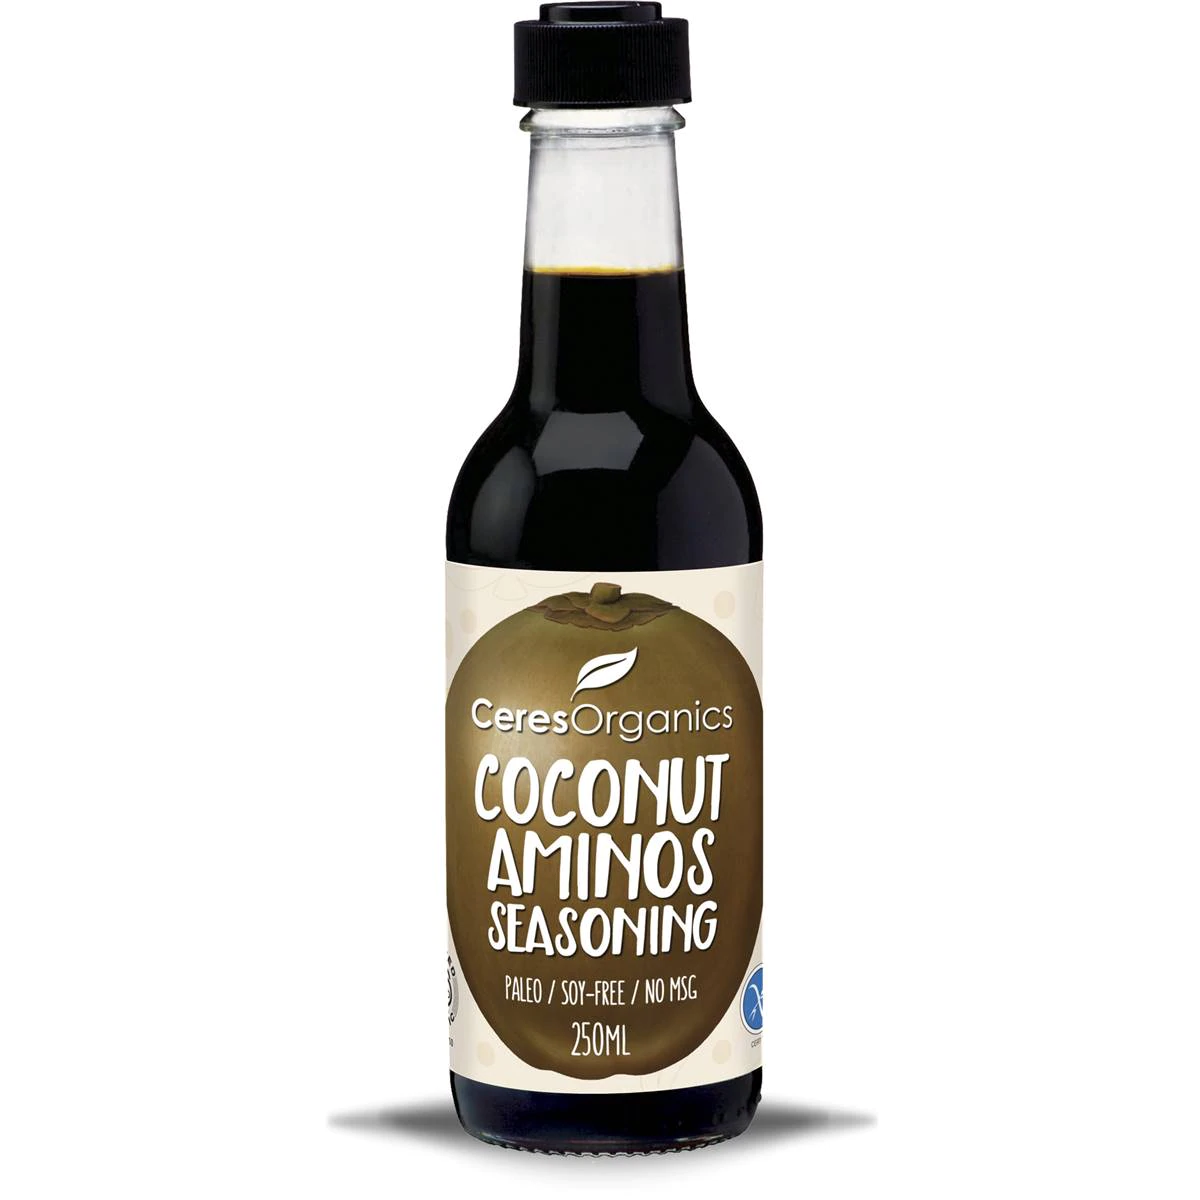 CeresOrganics
COCONUT
AMINOS
SEASONING
PALEO / SOY-FREE / NO MSG
250ML